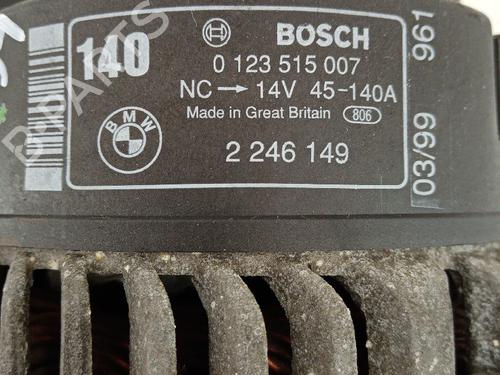 140
BOSCH
0 123 515 007
NC → 14V 45-140A
Made in Great Britain 806
BMW
2 246 149
03/99 961
B-PARTS